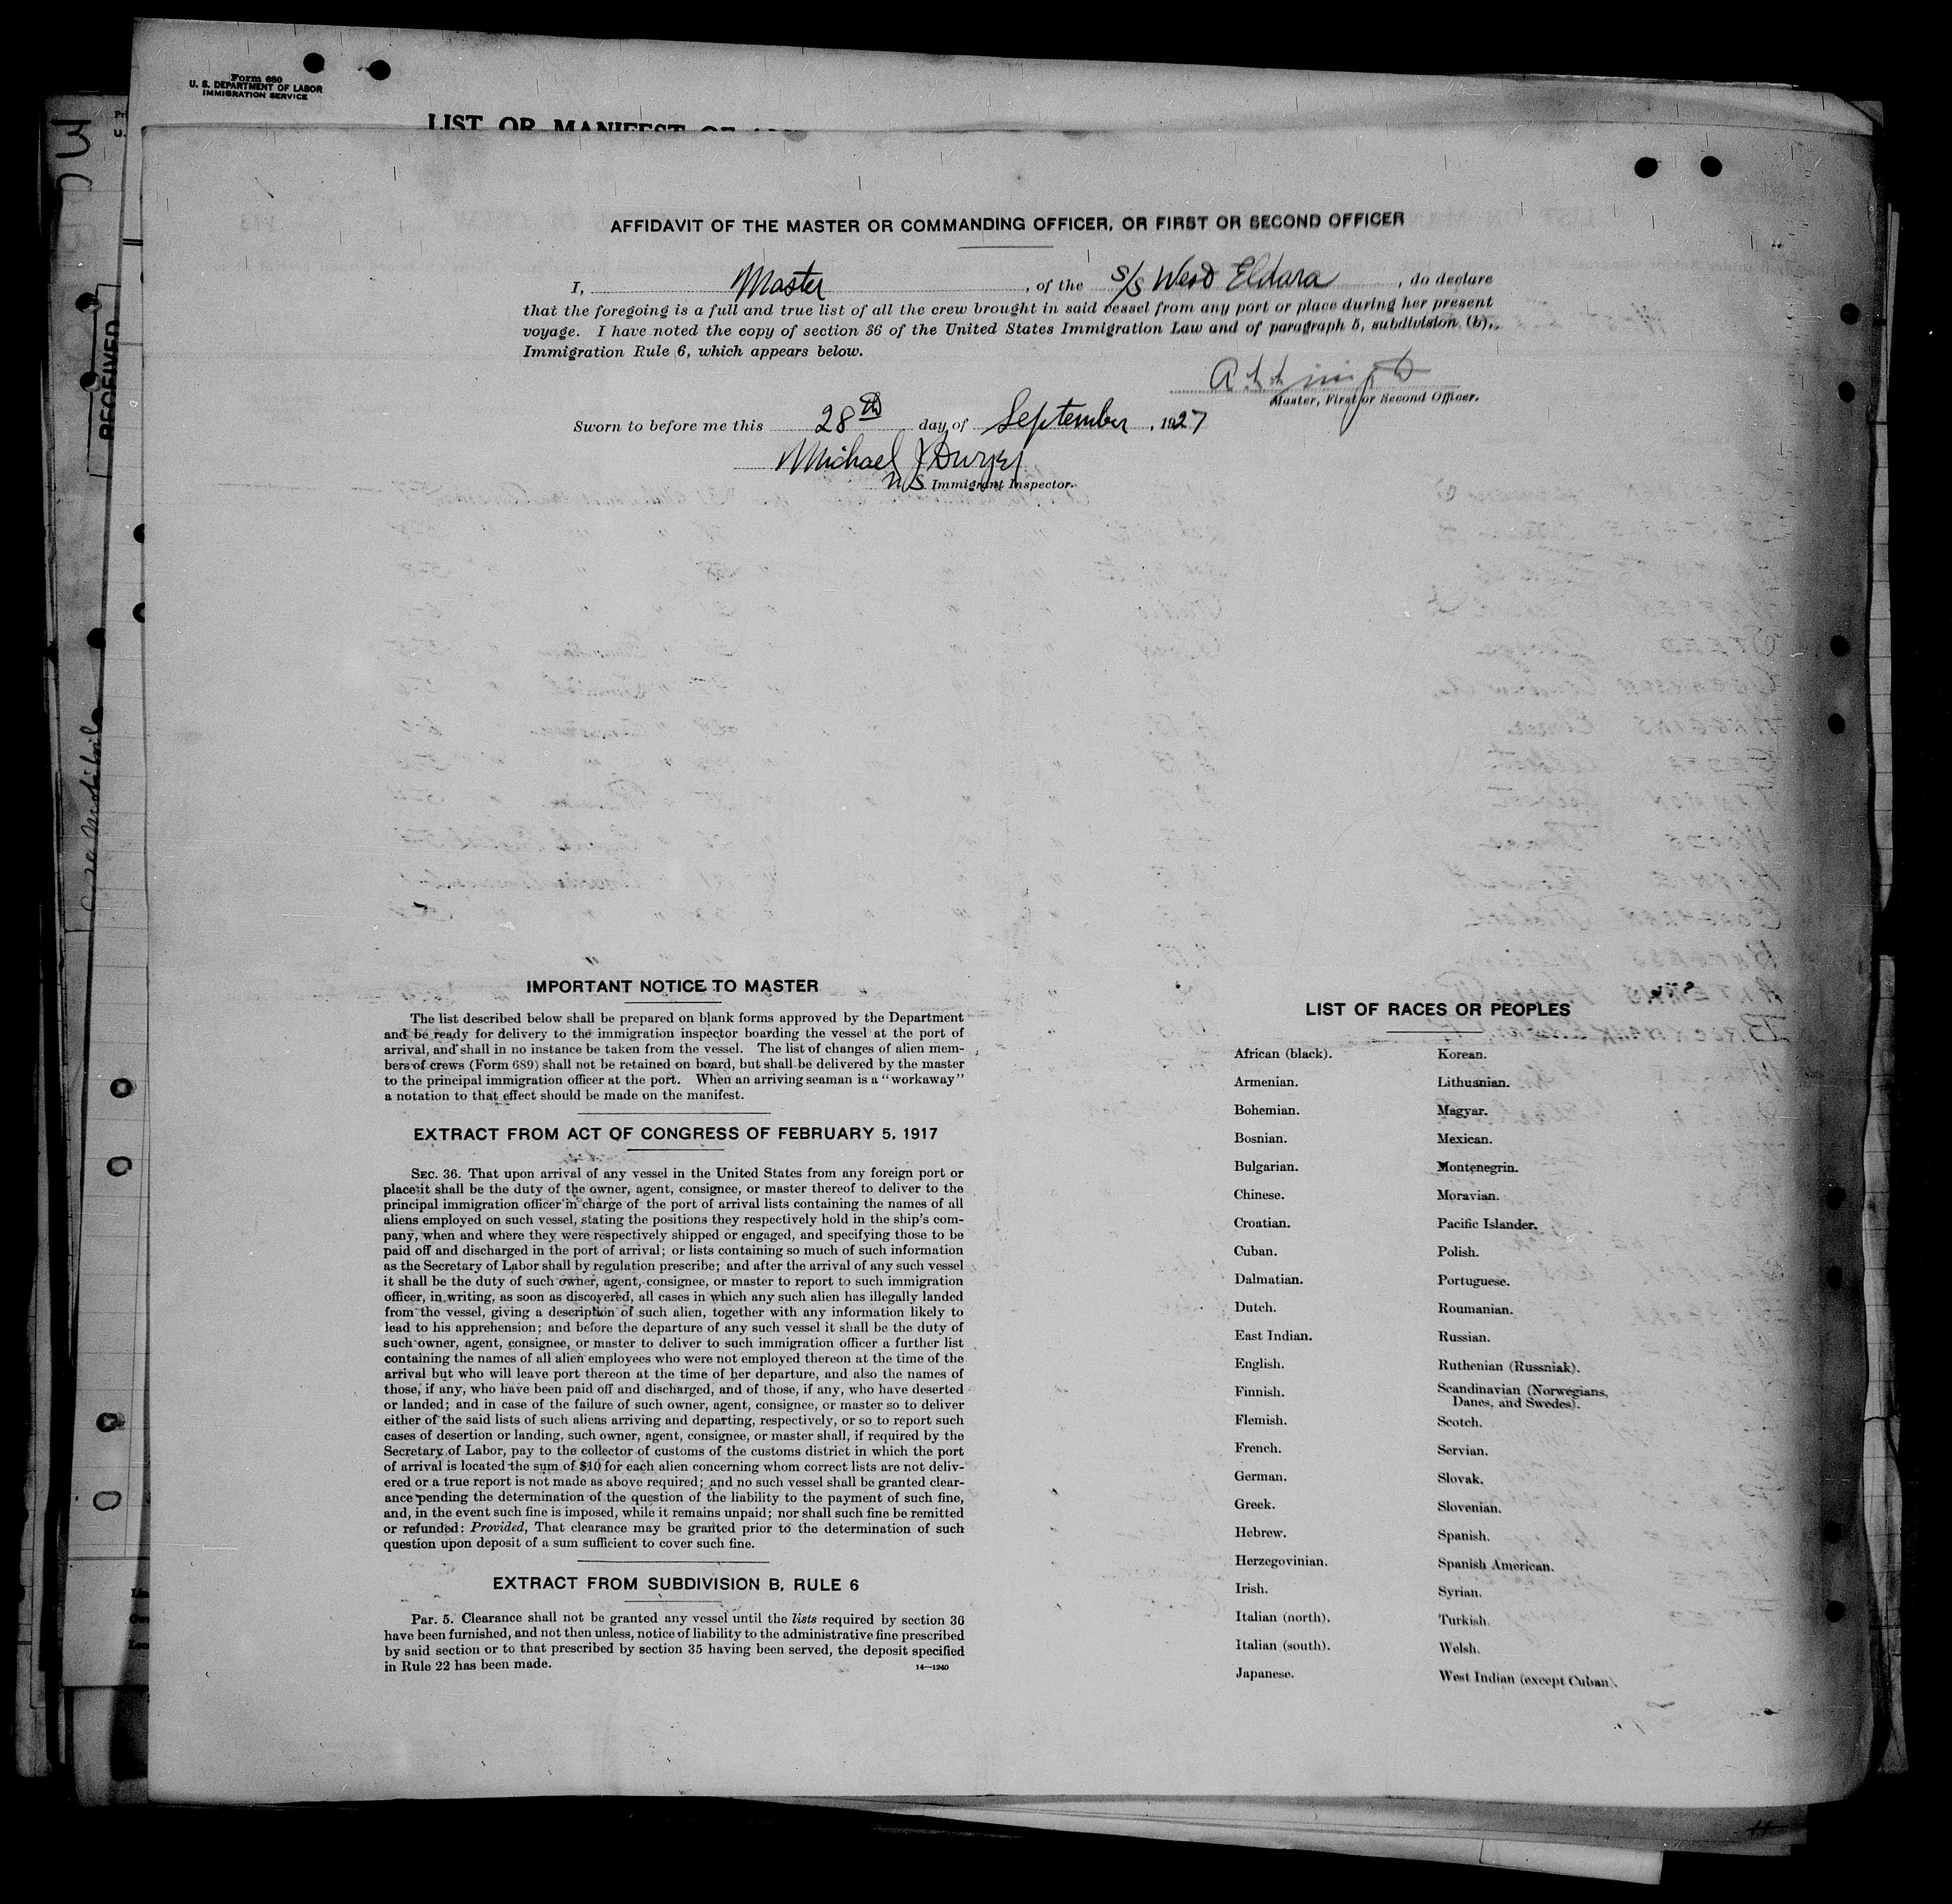 Form 680
U. S. DEPARTMENT OF LABOR
IMMIGRATION SERVICE
LIST OR MANIFEST OF
RECEIVED
AFFIDAVIT OF THE MASTER OR COMMANDING OFFICER, OR FIRST OR SECOND OFFICER
I, Master, of the S/S West Eldara, do declare
that the foregoing is a full and true list of all the crew brought in said vessel from any port or place during her present
voyage. I have noted the copy of section 36 of the United States Immigration Law and of paragraph 5, subdivision (b),
Immigration Rule 6, which appears below.
Master, First or Second Officer.
Sworn to before me this 28th day of September, 1927
Michael J Dwyer
U.S. Immigrant Inspector.
IMPORTANT NOTICE TO MASTER
The list described below shall be prepared on blank forms approved by the Department
and be ready for delivery to the immigration inspector boarding the vessel at the port of
arrival, and shall in no instance be taken from the vessel. The list of changes of alien mem-
bers of crews (Form 689) shall not be retained on board, but shall be delivered by the master
to the principal immigration officer at the port. When an arriving seaman is a "workaway"
a notation to that effect should be made on the manifest.
EXTRACT FROM ACT OF CONGRESS OF FEBRUARY 5, 1917
SEC. 36. That upon arrival of any vessel in the United States from any foreign port or
place it shall be the duty of the owner, agent, consignee, or master thereof to deliver to the
principal immigration officer in charge of the port of arrival lists containing the names of all
aliens employed on such vessel, stating the positions they respectively hold in the ship's com-
pany, when and where they were respectively shipped or engaged, and specifying those to be
paid off and discharged in the port of arrival; or lists containing so much of such information
as the Secretary of Labor shall by regulation prescribe; and after the arrival of any such vessel
it shall be the duty of such owner, agent, consignee, or master to report to such immigration
officer, in writing, as soon as discovered, all cases in which any such alien has illegally landed
from the vessel, giving a description of such alien, together with any information likely to
lead to his apprehension; and before the departure of any such vessel it shall be the duty of
such owner, agent, consignee, or master to deliver to such immigration officer a further list
containing the names of all alien employees who were not employed thereon at the time of the
arrival but who will leave port thereon at the time of her departure, and also the names of
those, if any, who have been paid off and discharged, and of those, if any, who have deserted
or landed; and in case of the failure of such owner, agent, consignee, or master so to deliver
either of the said lists of such aliens arriving and departing, respectively, or so to report such
cases of desertion or landing, such owner, agent, consignee, or master shall, if required by the
Secretary of Labor, pay to the collector of customs of the customs district in which the port
of arrival is located the sum of $10 for each alien concerning whom correct lists are not deliv-
ered or a true report is not made as above required; and no such vessel shall be granted clear-
ance pending the determination of the question of the liability to the payment of such fine,
and, in the event such fine is imposed, while it remains unpaid; nor shall such fine be remitted
or refunded: Provided, That clearance may be granted prior to the determination of such
question upon deposit of a sum sufficient to cover such fine.
EXTRACT FROM SUBDIVISION B, RULE 6
Par. 5. Clearance shall not be granted any vessel until the lists required by section 36
have been furnished, and not then unless, notice of liability to the administrative fine prescribed
by said section or to that prescribed by section 35 having been served, the deposit specified
in Rule 22 has been made.
14—1240
LIST OF RACES OR PEOPLES
African (black).
Armenian.
Bohemian.
Bosnian.
Bulgarian.
Chinese.
Croatian.
Cuban.
Dalmatian.
Dutch.
East Indian.
English.
Finnish.
Flemish.
French.
German.
Greek.
Hebrew.
Herzegovinian.
Irish.
Italian (north).
Italian (south).
Japanese.
Korean.
Lithuanian.
Magyar.
Mexican.
Montenegrin.
Moravian.
Pacific Islander.
Polish.
Portuguese.
Roumanian.
Russian.
Ruthenian (Russniak).
Scandinavian (Norwegians,
Danes, and Swedes).
Scotch.
Servian.
Slovak.
Slovenian.
Spanish.
Spanish American.
Syrian.
Turkish.
Welsh.
West Indian (except Cuban).